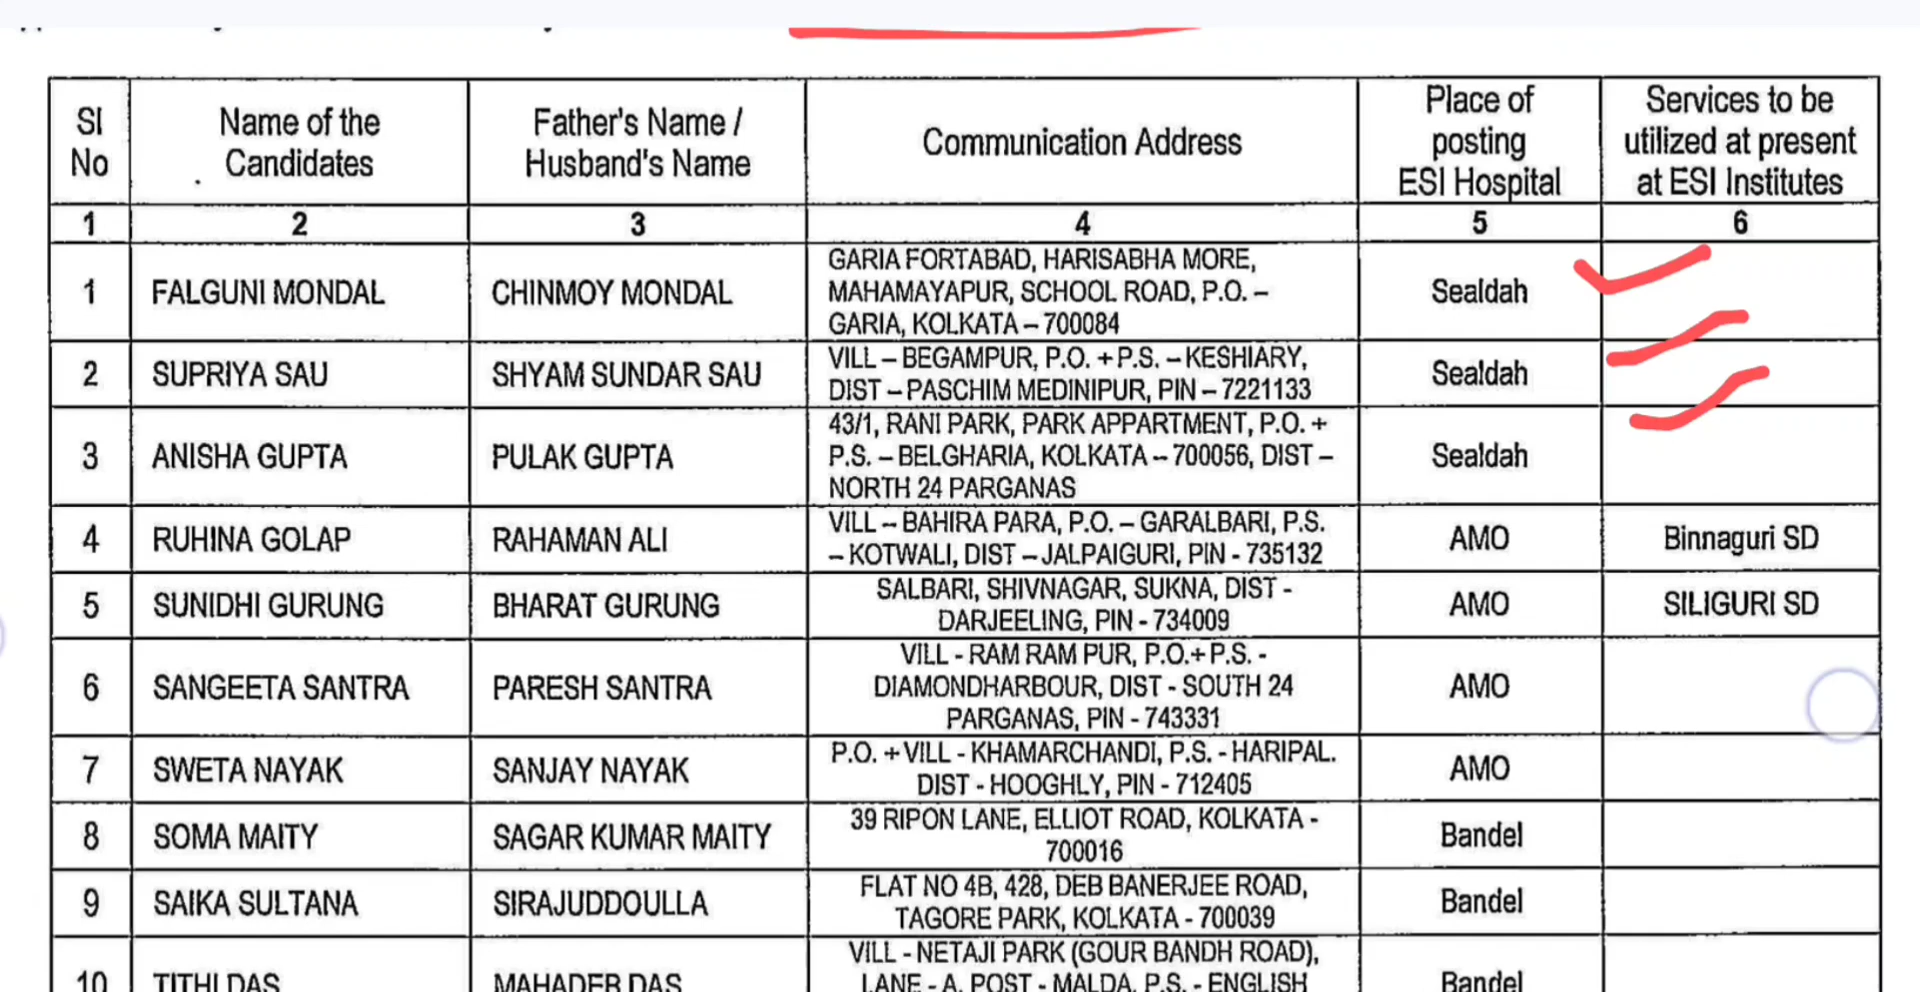 Sl
No
Name of the
Candidates
Father's Name /
Husband's Name
Communication Address
Place of
posting
ESI Hospital
Services to be
utilized at present
at ESI Institutes
1
2
3
4
5
6
1
FALGUNI MONDAL
CHINMOY MONDAL
GARIA FORTABAD, HARISABHA MORE,
MAHAMAYAPUR, SCHOOL ROAD, P.O. –
GARIA, KOLKATA – 700084
Sealdah
2
SUPRIYA SAU
SHYAM SUNDAR SAU
VILL – BEGAMPUR, P.O. + P.S. – KESHIARY,
DIST – PASCHIM MEDINIPUR, PIN – 7221133
Sealdah
3
ANISHA GUPTA
PULAK GUPTA
43/1, RANI PARK, PARK APPARTMENT, P.O. +
P.S. – BELGHARIA, KOLKATA – 700056, DIST –
NORTH 24 PARGANAS
Sealdah
4
RUHINA GOLAP
RAHAMAN ALI
VILL – BAHIRA PARA, P.O. – GARALBARI, P.S.
– KOTWALI, DIST – JALPAIGURI, PIN - 735132
AMO
Binnaguri SD
5
SUNIDHI GURUNG
BHARAT GURUNG
SALBARI, SHIVNAGAR, SUKNA, DIST -
DARJEELING, PIN - 734009
AMO
SILIGURI SD
6
SANGEETA SANTRA
PARESH SANTRA
VILL - RAM RAM PUR, P.O.+ P.S. -
DIAMONDHARBOUR, DIST - SOUTH 24
PARGANAS, PIN - 743331
AMO
7
SWETA NAYAK
SANJAY NAYAK
P.O. + VILL - KHAMARCHANDI, P.S. - HARIPAL.
DIST - HOOGHLY, PIN - 712405
AMO
8
SOMA MAITY
SAGAR KUMAR MAITY
39 RIPON LANE, ELLIOT ROAD, KOLKATA -
700016
Bandel
9
SAIKA SULTANA
SIRAJUDDOULLA
FLAT NO 4B, 428, DEB BANERJEE ROAD,
TAGORE PARK, KOLKATA - 700039
Bandel
10
TITHI DAS
MAHADEB DAS
VILL - NETAJI PARK (GOUR BANDH ROAD),
LANE - A, POST - MALDA, P.S. - ENGLISH
Bandel